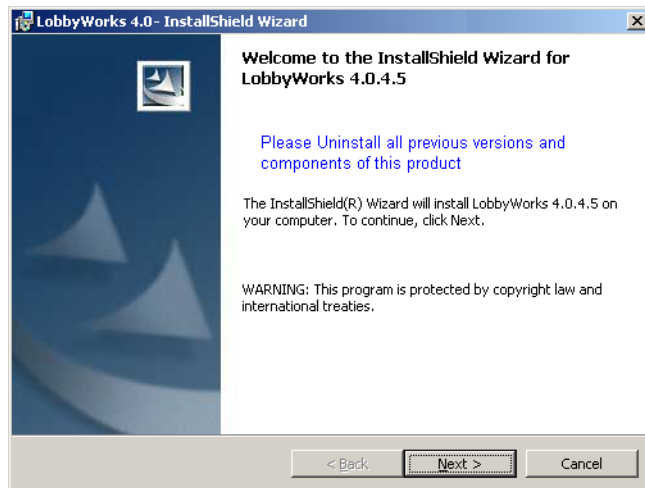 LobbyWorks 4.0- InstallShield Wizard
Welcome to the InstallShield Wizard for
LobbyWorks 4.0.4.5
Please Uninstall all previous versions and
components of this product
The InstallShield(R) Wizard will install LobbyWorks 4.0.4.5 on
your computer. To continue, click Next.
WARNING: This program is protected by copyright law and
international treaties.
< Back Next > Cancel